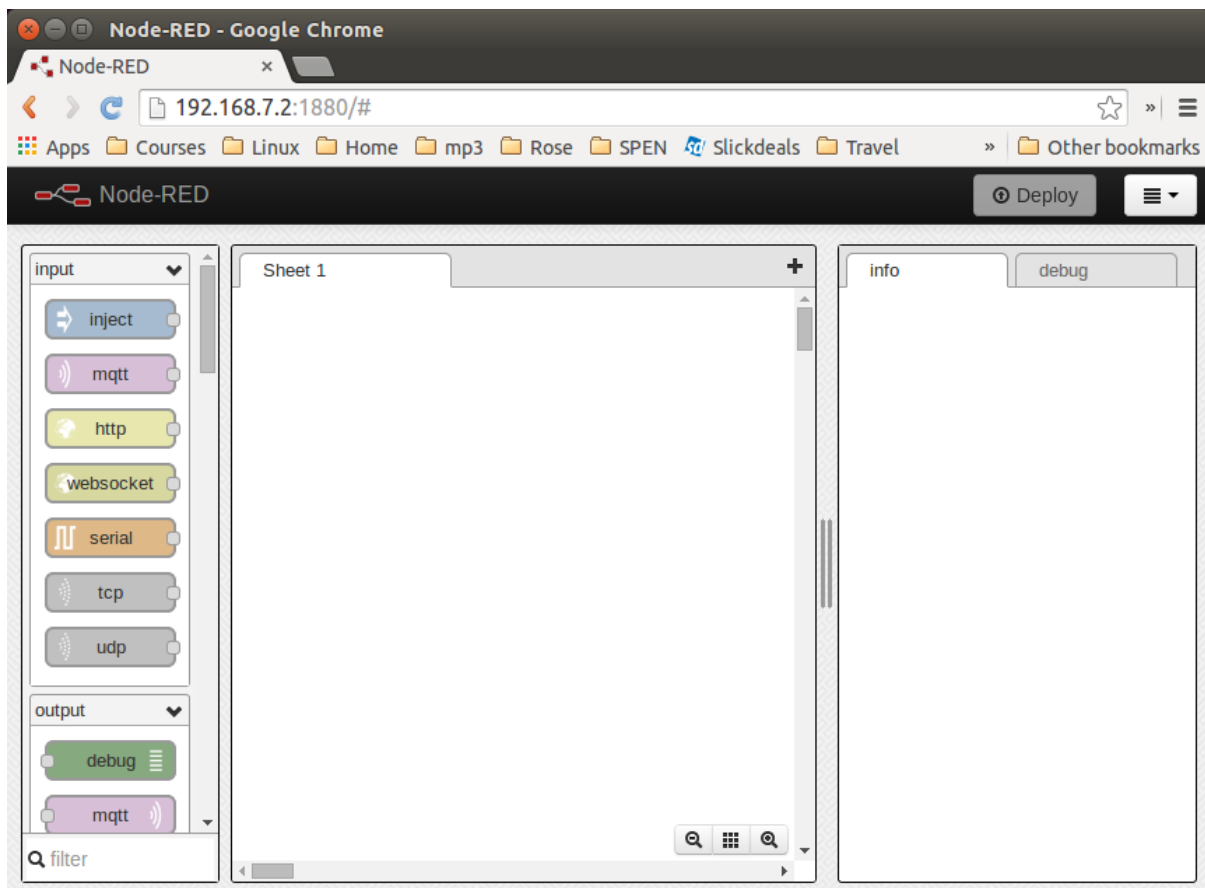 Node-RED - Google Chrome
Node-RED
192.168.7.2:1880/#
Apps Courses Linux Home mp3 Rose SPEN Slickdeals Travel » Other bookmarks
Node-RED Deploy
input
inject
mqtt
http
websocket
serial
tcp
udp
output
debug
mqtt
filter
Sheet 1
info debug